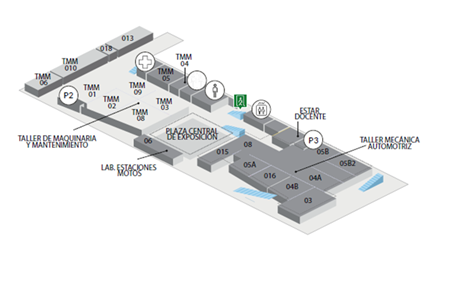 013
018
TMM
010
TMM
06
TMM
04
TMM
05
TMM
01
TMM
09
TMM
02
TMM
03
TMM
08
P2
TALLER DE MAQUINARIA
Y MANTENIMIENTO
LAB. ESTACIONES
MOTOS
PLAZA CENTRAL
DE EXPOSICIÓN
ESTAR
DOCENTE
P3
TALLER MECÁNICA
AUTOMOTRIZ
06
08
015
05A
05B
05B2
016
04A
04B
03